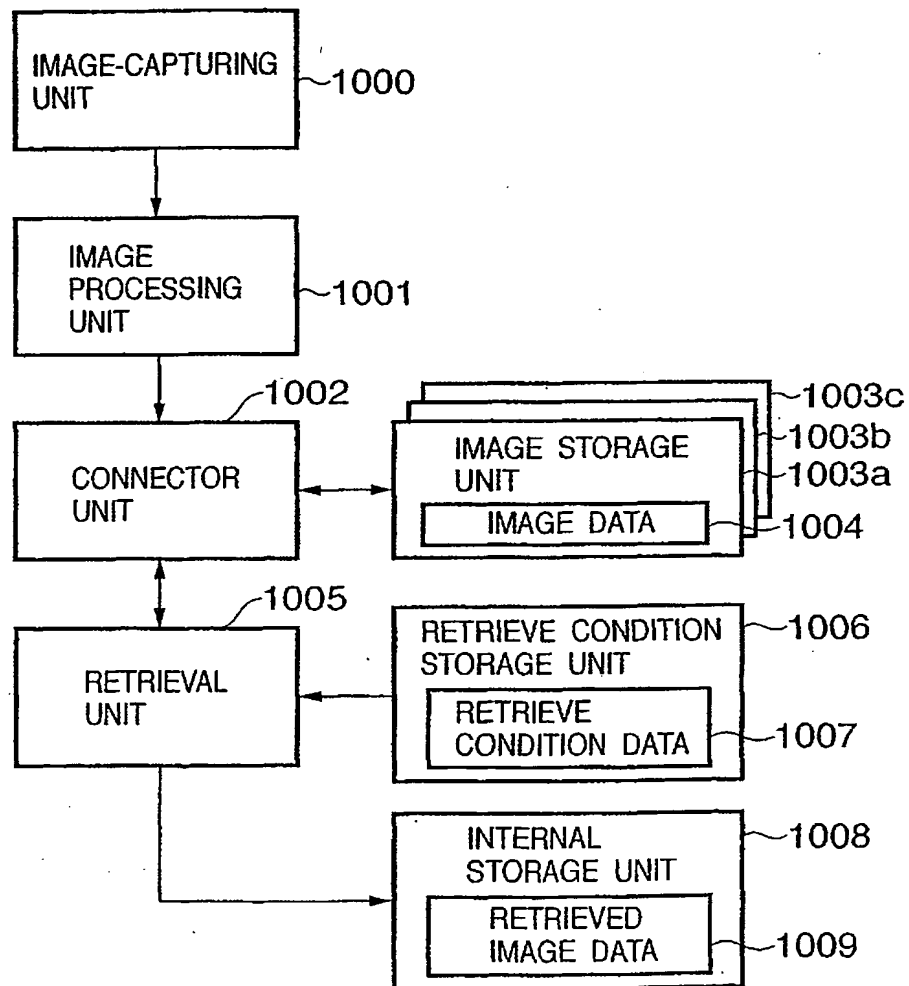 IMAGE-CAPTURING
UNIT
1000
IMAGE
PROCESSING
UNIT
1001
1002
CONNECTOR
UNIT
1003c
1003b
1003a
IMAGE STORAGE
UNIT
IMAGE DATA
1004
1005
RETRIEVAL
UNIT
RETRIEVE CONDITION
STORAGE UNIT
1006
RETRIEVE
CONDITION DATA
1007
INTERNAL
STORAGE UNIT
1008
RETRIEVED
IMAGE DATA
1009